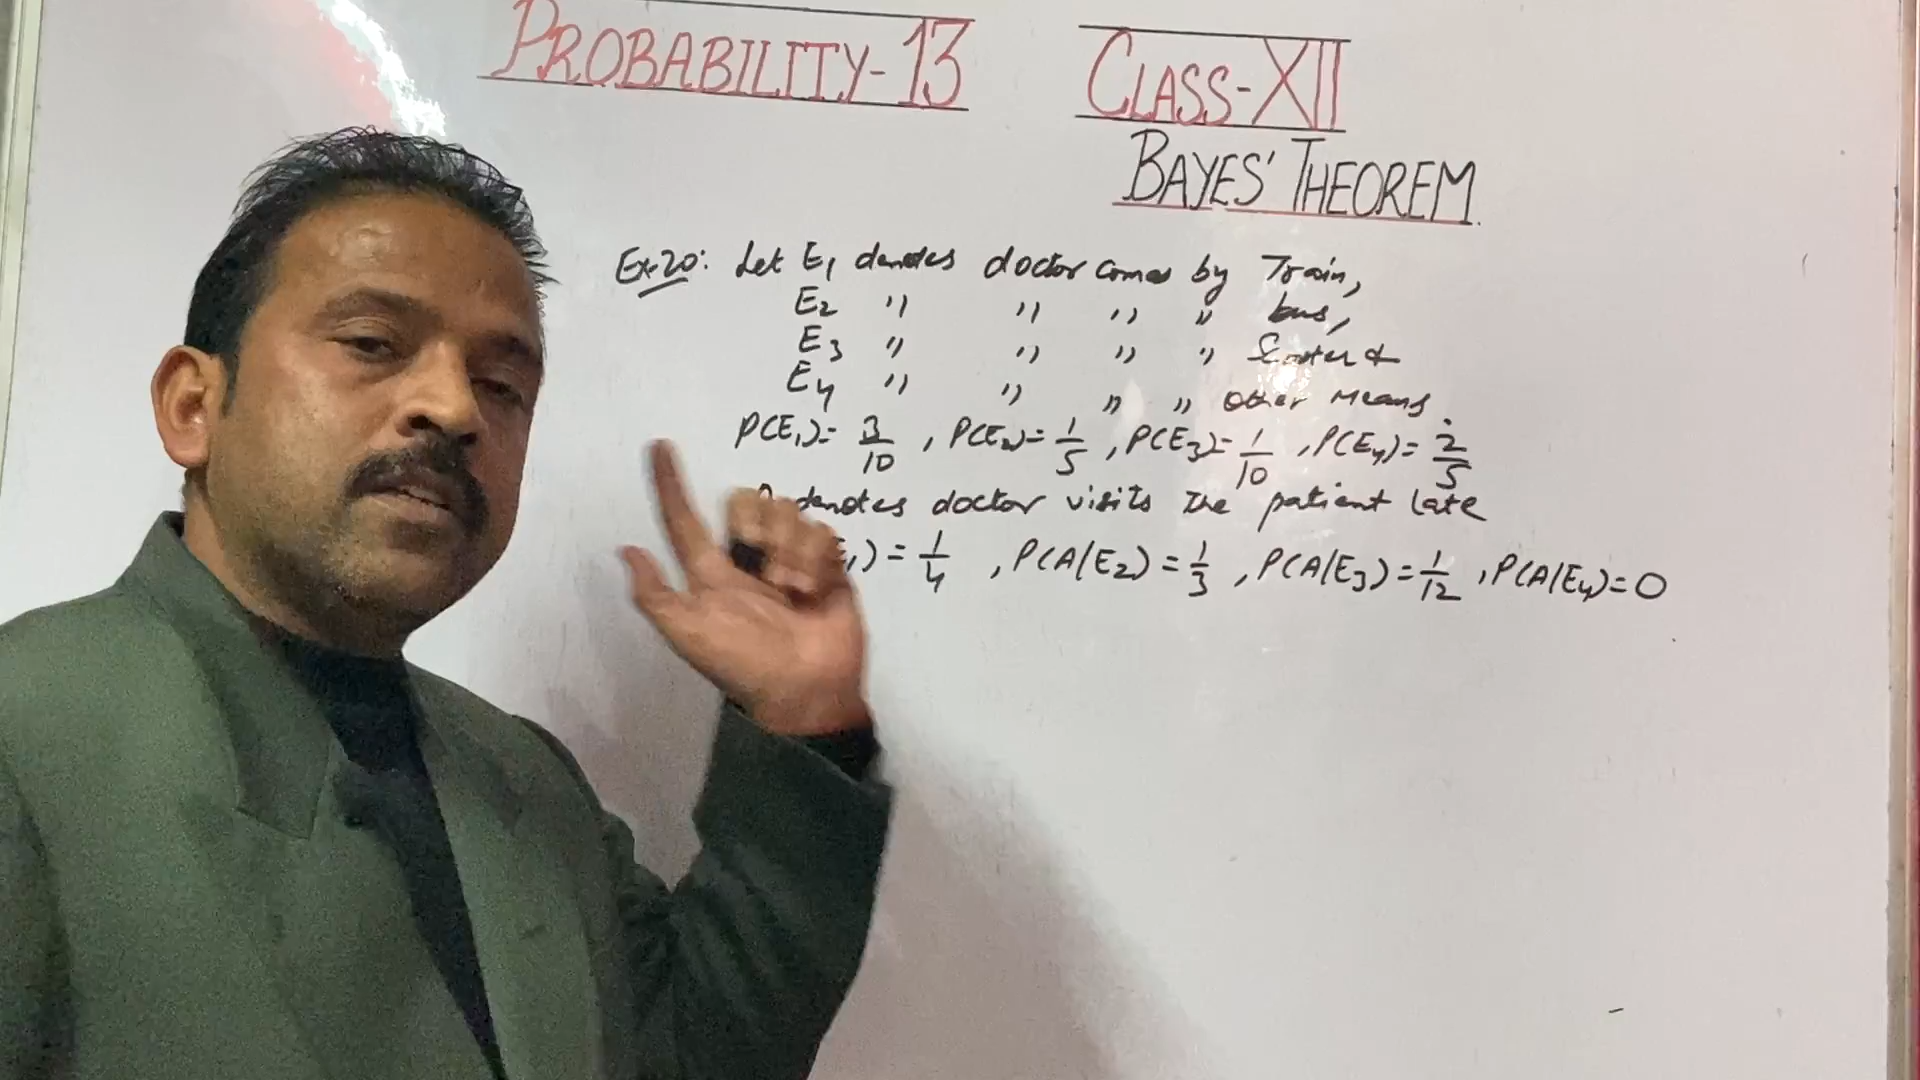 PROBABILITY-13 CLASS-XII
BAYES' THEOREM
Ex-20: Let E1 denotes doctor comes by Train,
E2 " " " " bus,
E3 " " " " Scooter &
E4 " " " " other means.
P(E1)= 3/10 , P(E2)= 1/5 , P(E3)= 1/10 , P(E4)= 2/5
denotes doctor visits the patient late
1) = 1/4 , P(A/E2) = 1/3 , P(A/E3) = 1/12 , P(A/E4)=0